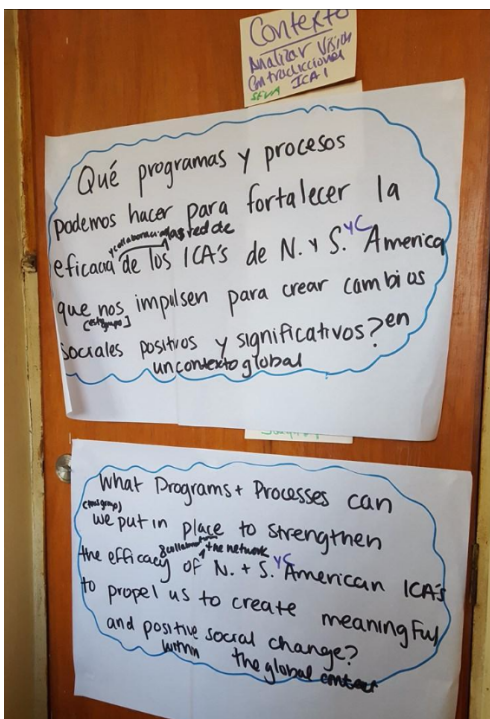 Contexto
Analizar Visión
Contradicciones
ICAI
Qué programas y procesos
podemos hacer para fortalecer la
y colaboración las red de
eficacia de los ICA's de N. y S. y C America
que nos impulsen para crear cambios
[este grupo]
sociales positivos y significativos? en
un contexto global
What Programs + Processes can
(this group)
we put in place to strengthen
& collaboration the network
the efficacy of N. + S. YC American ICA's
to propel us to create meaningful
and positive social change?
within the global context